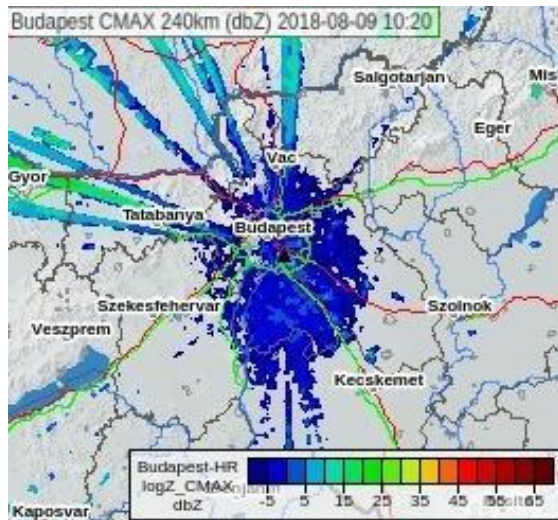 Budapest CMAX 240km (dbZ) 2018-08-09 10:20
Salgotarjan
Mis
Eger
Vac
Gyor
Tatabanya
Budapest
Szekesfehervar
Szolnok
Veszprem
Kecskemet
Budapest-HR
logZ_CMAX
dbZ
-5 5 15 25 35 45 55 65
Kaposvar